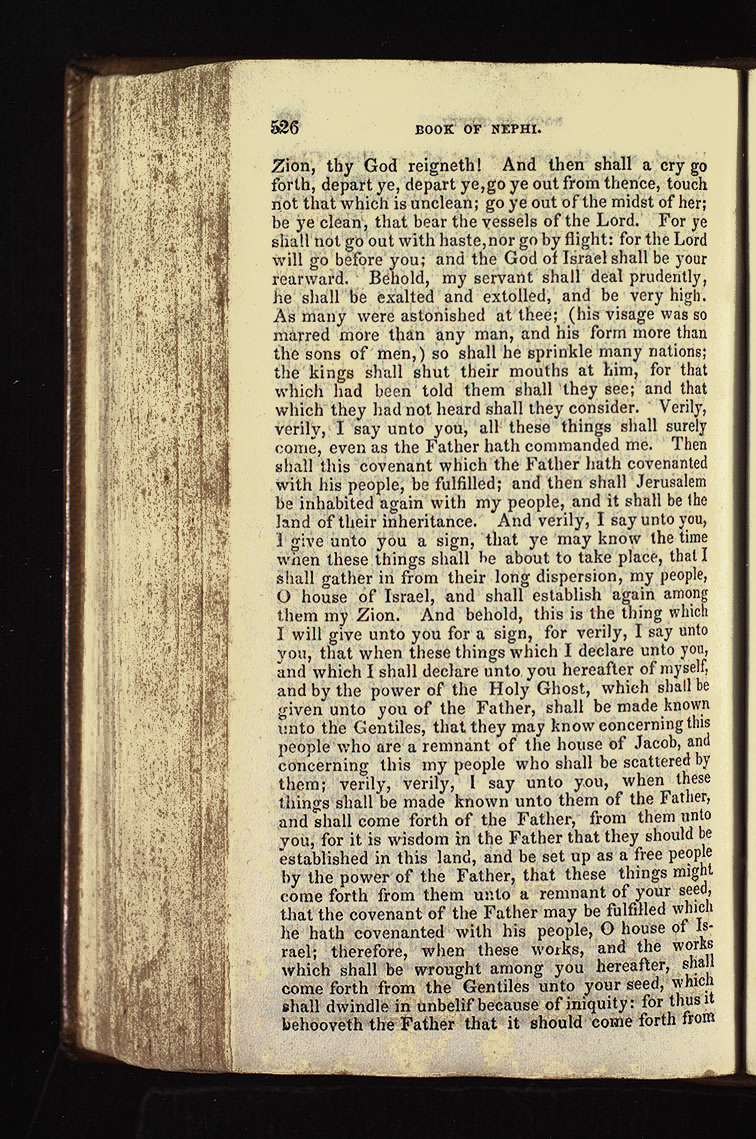 526 BOOK OF NEPHI.
Zion, thy God reigneth! And then shall a cry go
forth, depart ye, depart ye, go ye out from thence, touch
not that which is unclean; go ye out of the midst of her;
be ye clean, that bear the vessels of the Lord. For ye
shall not go out with haste, nor go by flight: for the Lord
will go before you; and the God of Israel shall be your
rearward. Behold, my servant shall deal prudently,
he shall be exalted and extolled, and be very high.
As many were astonished at thee; (his visage was so
marred more than any man, and his form more than
the sons of men,) so shall he sprinkle many nations;
the kings shall shut their mouths at him, for that
which had been told them shall they see; and that
which they had not heard shall they consider. Verily,
verily, I say unto you, all these things shall surely
come, even as the Father hath commanded me. Then
shall this covenant which the Father hath covenanted
with his people, be fulfilled; and then shall Jerusalem
be inhabited again with my people, and it shall be the
land of their inheritance. And verily, I say unto you,
I give unto you a sign, that ye may know the time
when these things shall be about to take place, that I
shall gather in from their long dispersion, my people,
O house of Israel, and shall establish again among
them my Zion. And behold, this is the thing which
I will give unto you for a sign, for verily, I say unto
you, that when these things which I declare unto you,
and which I shall declare unto you hereafter of myself,
and by the power of the Holy Ghost, which shall be
given unto you of the Father, shall be made known
unto the Gentiles, that they may know concerning this
people who are a remnant of the house of Jacob, and
concerning this my people who shall be scattered by
them; verily, verily, I say unto you, when these
things shall be made known unto them of the Father,
and shall come forth of the Father, from them unto
you, for it is wisdom in the Father that they should be
established in this land, and be set up as a free people
by the power of the Father, that these things might
come forth from them unto a remnant of your seed,
that the covenant of the Father may be fulfilled which
he hath covenanted with his people, O house of Is-
rael; therefore, when these works, and the works
which shall be wrought among you hereafter, shall
come forth from the Gentiles unto your seed, which
shall dwindle in unbelif because of iniquity: for thus it
behooveth the Father that it should come forth from